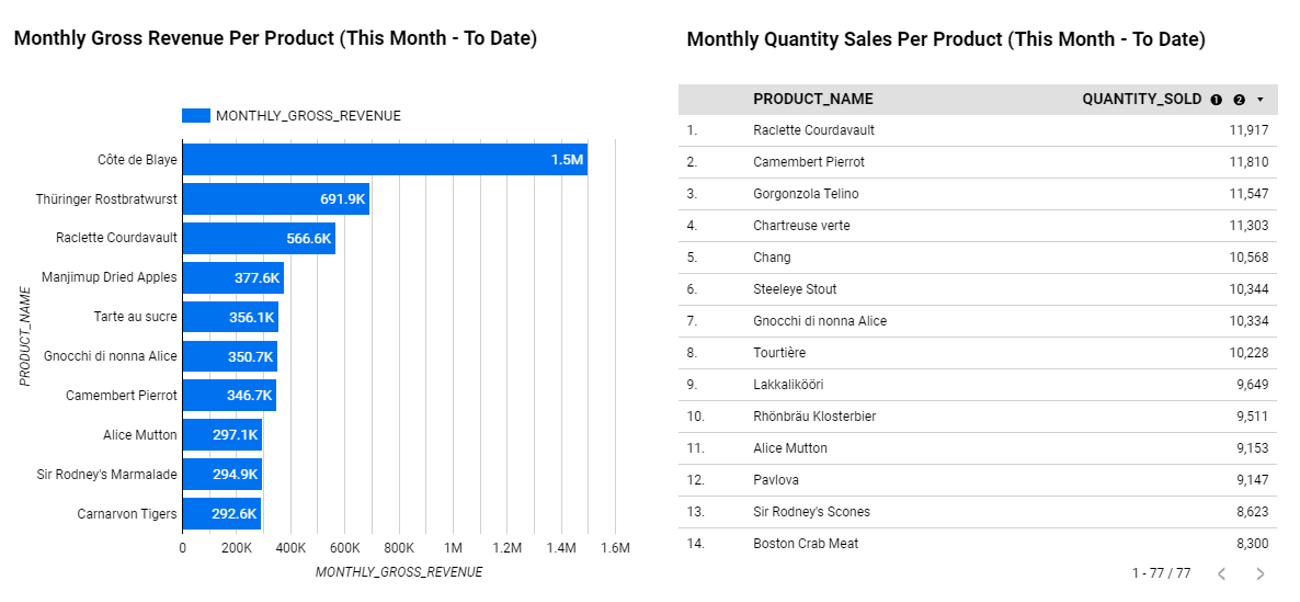 Monthly Gross Revenue Per Product (This Month - To Date)
MONTHLY_GROSS_REVENUE
PRODUCT_NAME
Côte de Blaye 1.5M
Thüringer Rostbratwurst 691.9K
Raclette Courdavault 566.6K
Manjimup Dried Apples 377.6K
Tarte au sucre 356.1K
Gnocchi di nonna Alice 350.7K
Camembert Pierrot 346.7K
Alice Mutton 297.1K
Sir Rodney's Marmalade 294.9K
Carnarvon Tigers 292.6K
0 200K 400K 600K 800K 1M 1.2M 1.4M 1.6M
MONTHLY_GROSS_REVENUE
Monthly Quantity Sales Per Product (This Month - To Date)
PRODUCT_NAME QUANTITY_SOLD 1 2
1. Raclette Courdavault 11,917
2. Camembert Pierrot 11,810
3. Gorgonzola Telino 11,547
4. Chartreuse verte 11,303
5. Chang 10,568
6. Steeleye Stout 10,344
7. Gnocchi di nonna Alice 10,334
8. Tourtière 10,228
9. Lakkalikööri 9,649
10. Rhönbräu Klosterbier 9,511
11. Alice Mutton 9,153
12. Pavlova 9,147
13. Sir Rodney's Scones 8,623
14. Boston Crab Meat 8,300
1 - 77 / 77